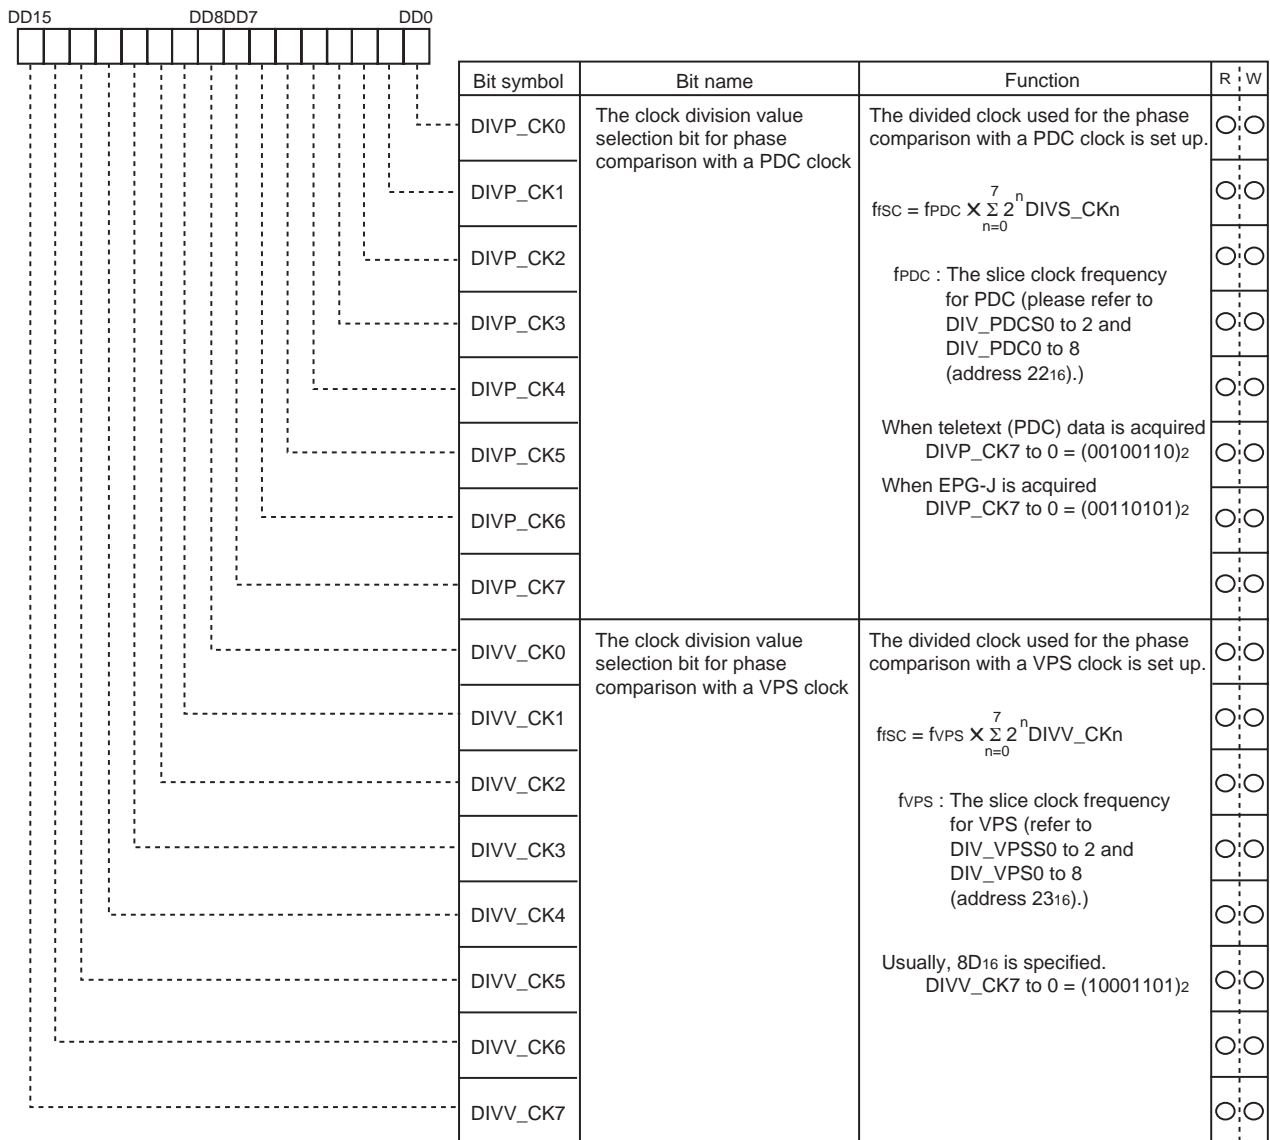 DD15 DD8DD7 DD0
Bit symbol Bit name Function R W
DIVP_CK0
The clock division value
selection bit for phase
comparison with a PDC clock
The divided clock used for the phase
comparison with a PDC clock is set up.
DIVP_CK1
ffSC = fPDC × 7 Σ n=0 2^n DIVS_CKn
DIVP_CK2
fPDC : The slice clock frequency
for PDC (please refer to
DIV_PDCS0 to 2 and
DIV_PDC0 to 8
(address 2216).)
DIVP_CK3
DIVP_CK4
When teletext (PDC) data is acquired
DIVP_CK7 to 0 = (00100110)2
DIVP_CK5
When EPG-J is acquired
DIVP_CK7 to 0 = (00110101)2
DIVP_CK6
DIVP_CK7
DIVV_CK0
The clock division value
selection bit for phase
comparison with a VPS clock
The divided clock used for the phase
comparison with a VPS clock is set up.
DIVV_CK1
ffSC = fVPS × 7 Σ n=0 2^n DIVV_CKn
DIVV_CK2
fVPS : The slice clock frequency
for VPS (refer to
DIV_VPSS0 to 2 and
DIV_VPS0 to 8
(address 2316).)
DIVV_CK3
DIVV_CK4
Usually, 8D16 is specified.
DIVV_CK7 to 0 = (10001101)2
DIVV_CK5
DIVV_CK6
DIVV_CK7